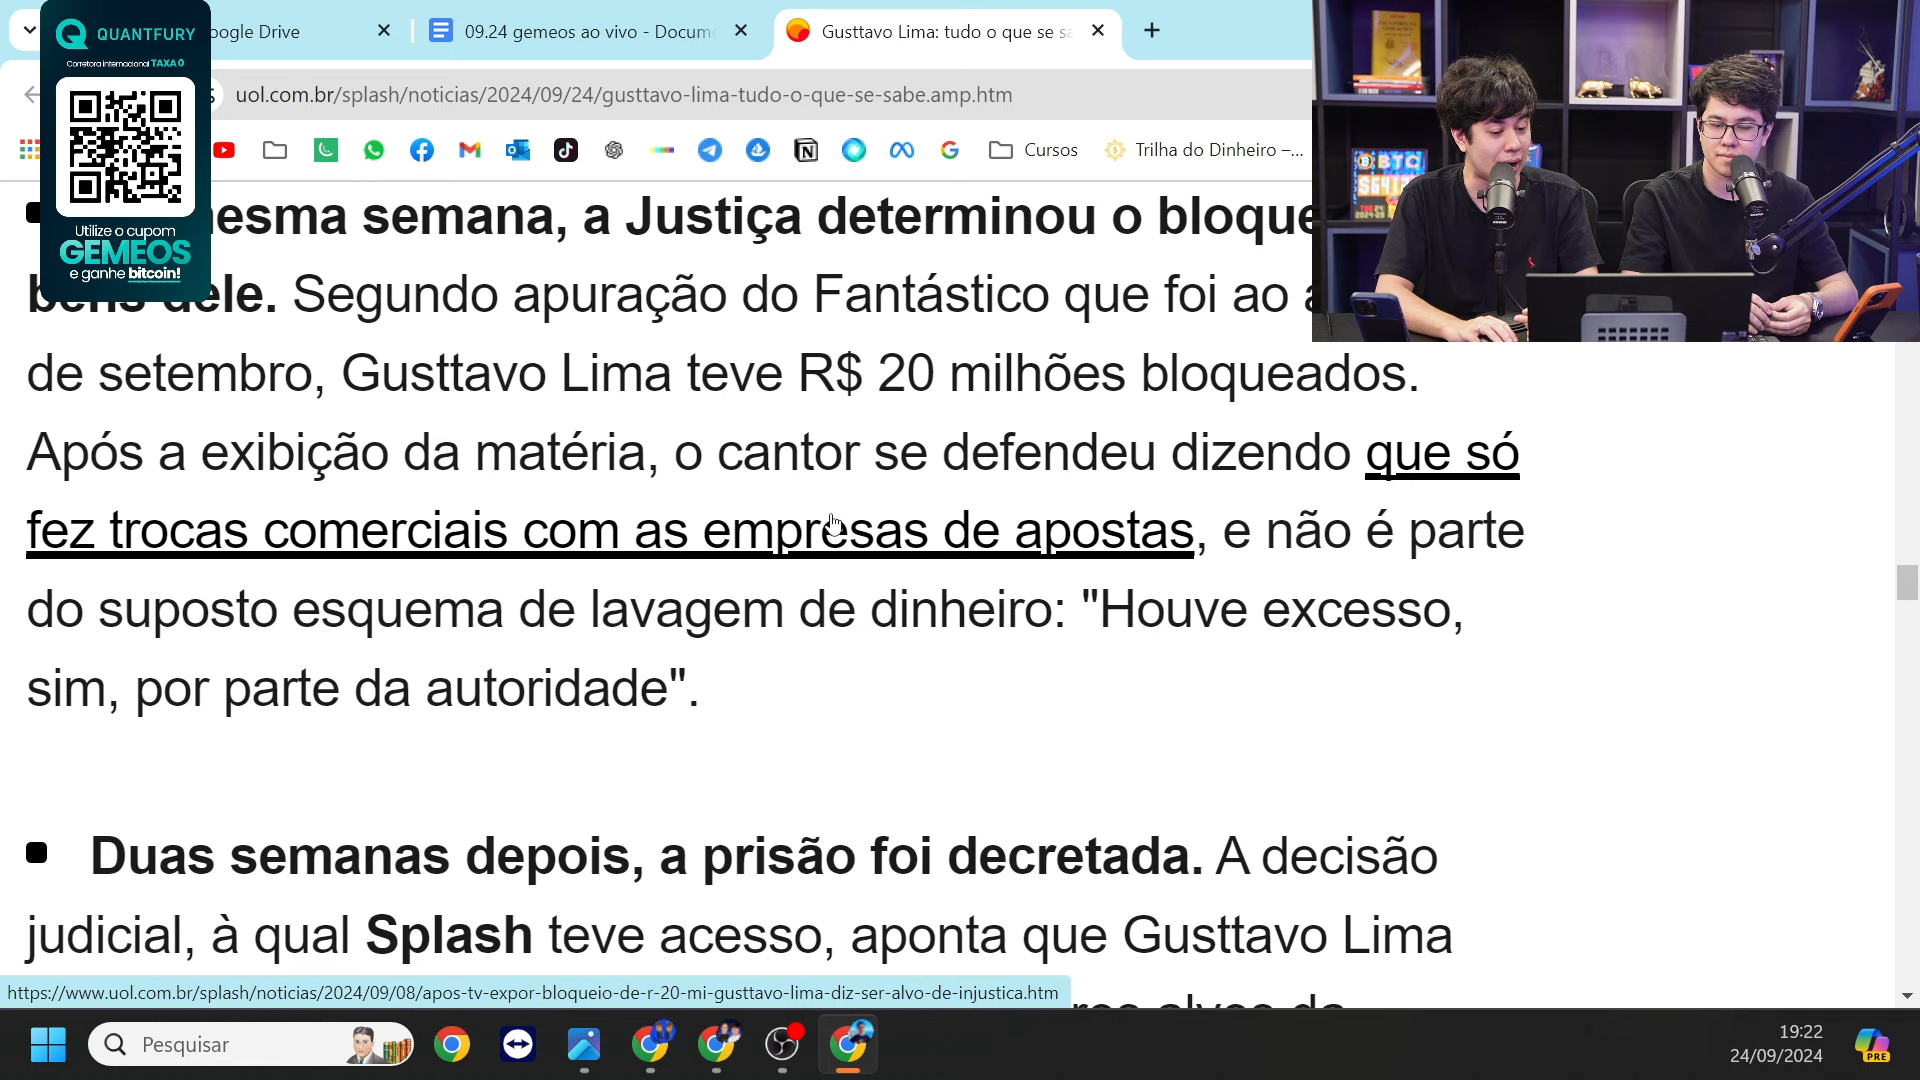 QUANTFURY
Corretora Internacional TAXA 0
Utilize o cupom
GEMEOS
e ganhe bitcoin!
oogle Drive
09.24 gemeos ao vivo - Docum
Gusttavo Lima: tudo o que se sa
uol.com.br/splash/noticias/2024/09/24/gusttavo-lima-tudo-o-que-se-sabe.amp.htm
Cursos
Trilha do Dinheiro –...
BTC
esma semana, a Justiça determinou o bloque
bens dele. Segundo apuração do Fantástico que foi ao a
de setembro, Gusttavo Lima teve R$ 20 milhões bloqueados.
Após a exibição da matéria, o cantor se defendeu dizendo que só
fez trocas comerciais com as empresas de apostas, e não é parte
do suposto esquema de lavagem de dinheiro: "Houve excesso,
sim, por parte da autoridade".
Duas semanas depois, a prisão foi decretada. A decisão
judicial, à qual Splash teve acesso, aponta que Gusttavo Lima
https://www.uol.com.br/splash/noticias/2024/09/08/apos-tv-expor-bloqueio-de-r-20-mi-gusttavo-lima-diz-ser-alvo-de-injustica.htm
alvos da
Pesquisar
19:22
24/09/2024
PRE